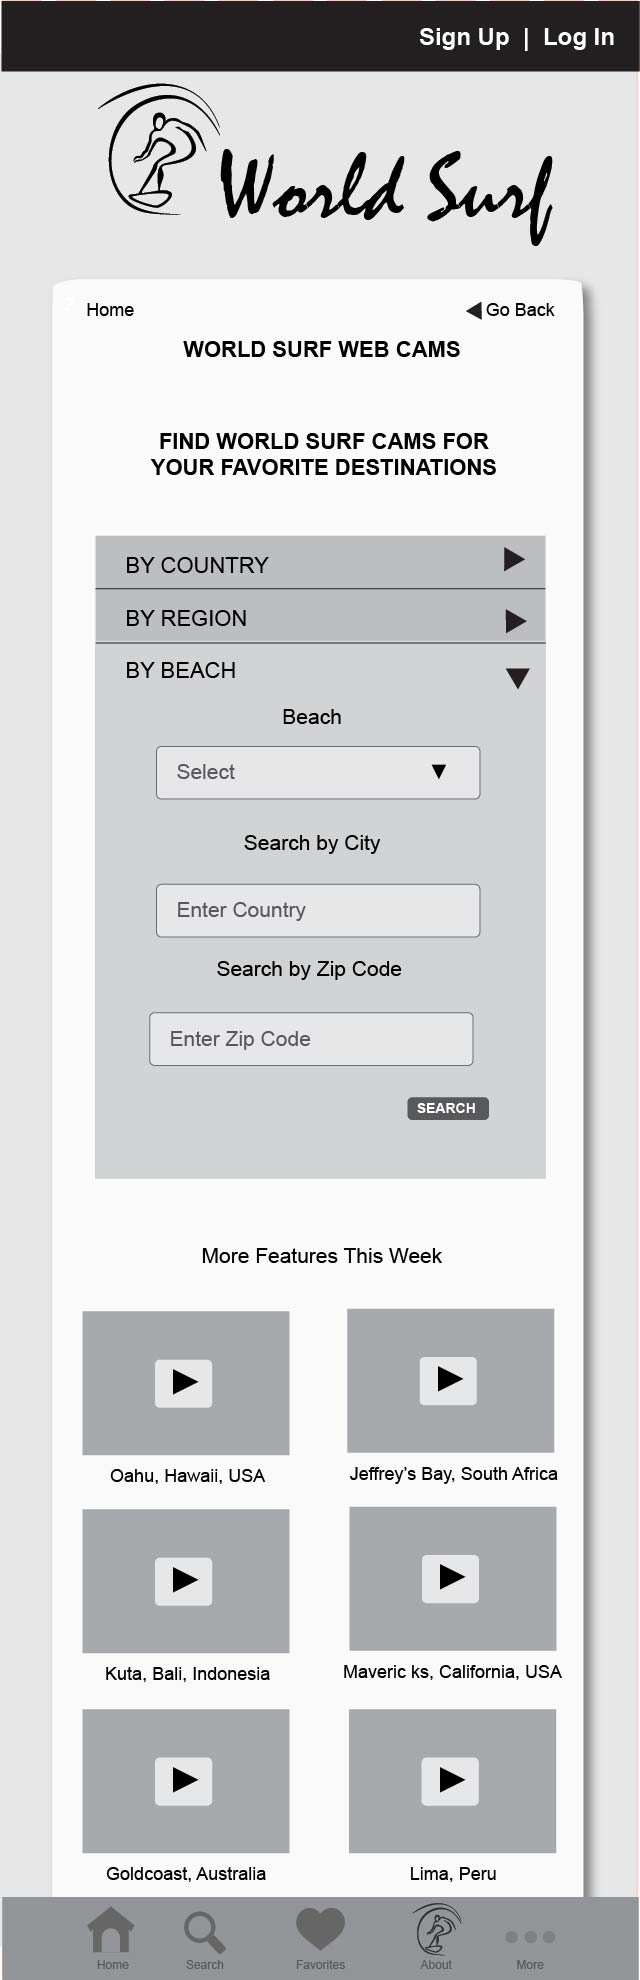 Sign Up | Log In
World Surf
Home
Go Back
WORLD SURF WEB CAMS
FIND WORLD SURF CAMS FOR
YOUR FAVORITE DESTINATIONS
BY COUNTRY
BY REGION
BY BEACH
Beach
Select
Search by City
Enter Country
Search by Zip Code
Enter Zip Code
SEARCH
More Features This Week
Oahu, Hawaii, USA
Jeffrey's Bay, South Africa
Kuta, Bali, Indonesia
Maveric ks, California, USA
Goldcoast, Australia
Lima, Peru
Home
Search
Favorites
About
More